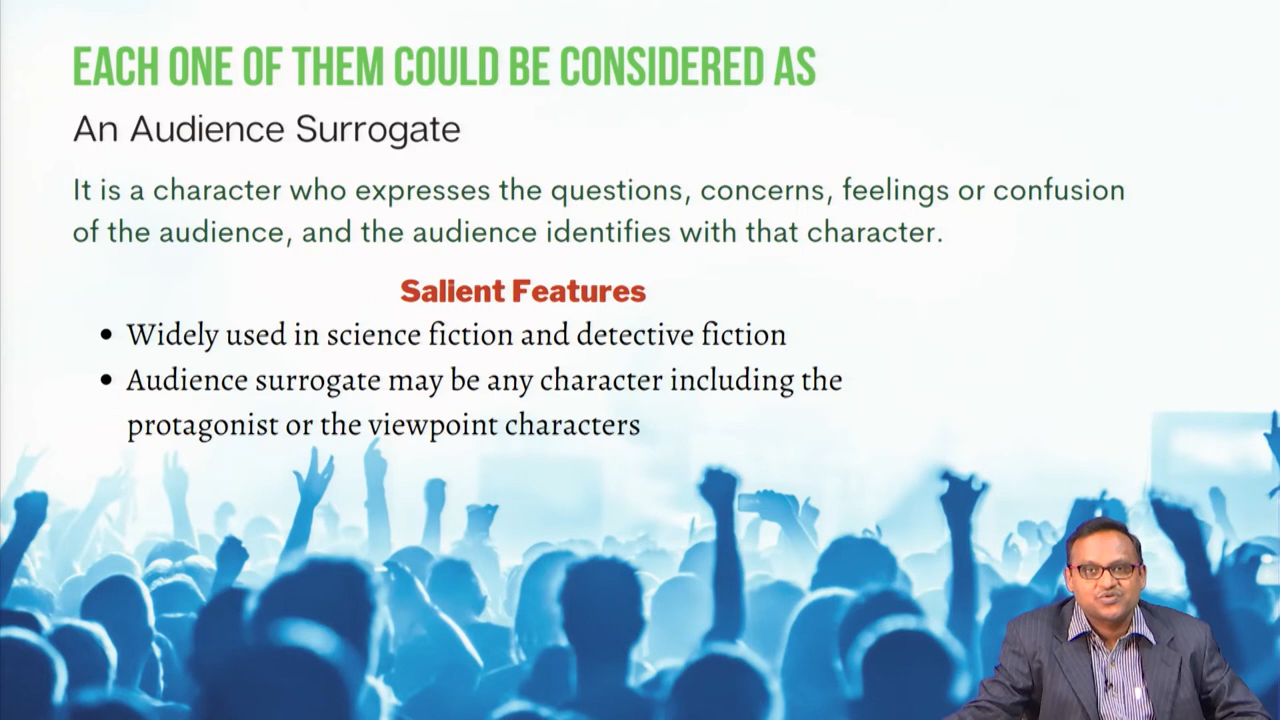 EACH ONE OF THEM COULD BE CONSIDERED AS
An Audience Surrogate
It is a character who expresses the questions, concerns, feelings or confusion
of the audience, and the audience identifies with that character.
Salient Features
• Widely used in science fiction and detective fiction
• Audience surrogate may be any character including the
protagonist or the viewpoint characters